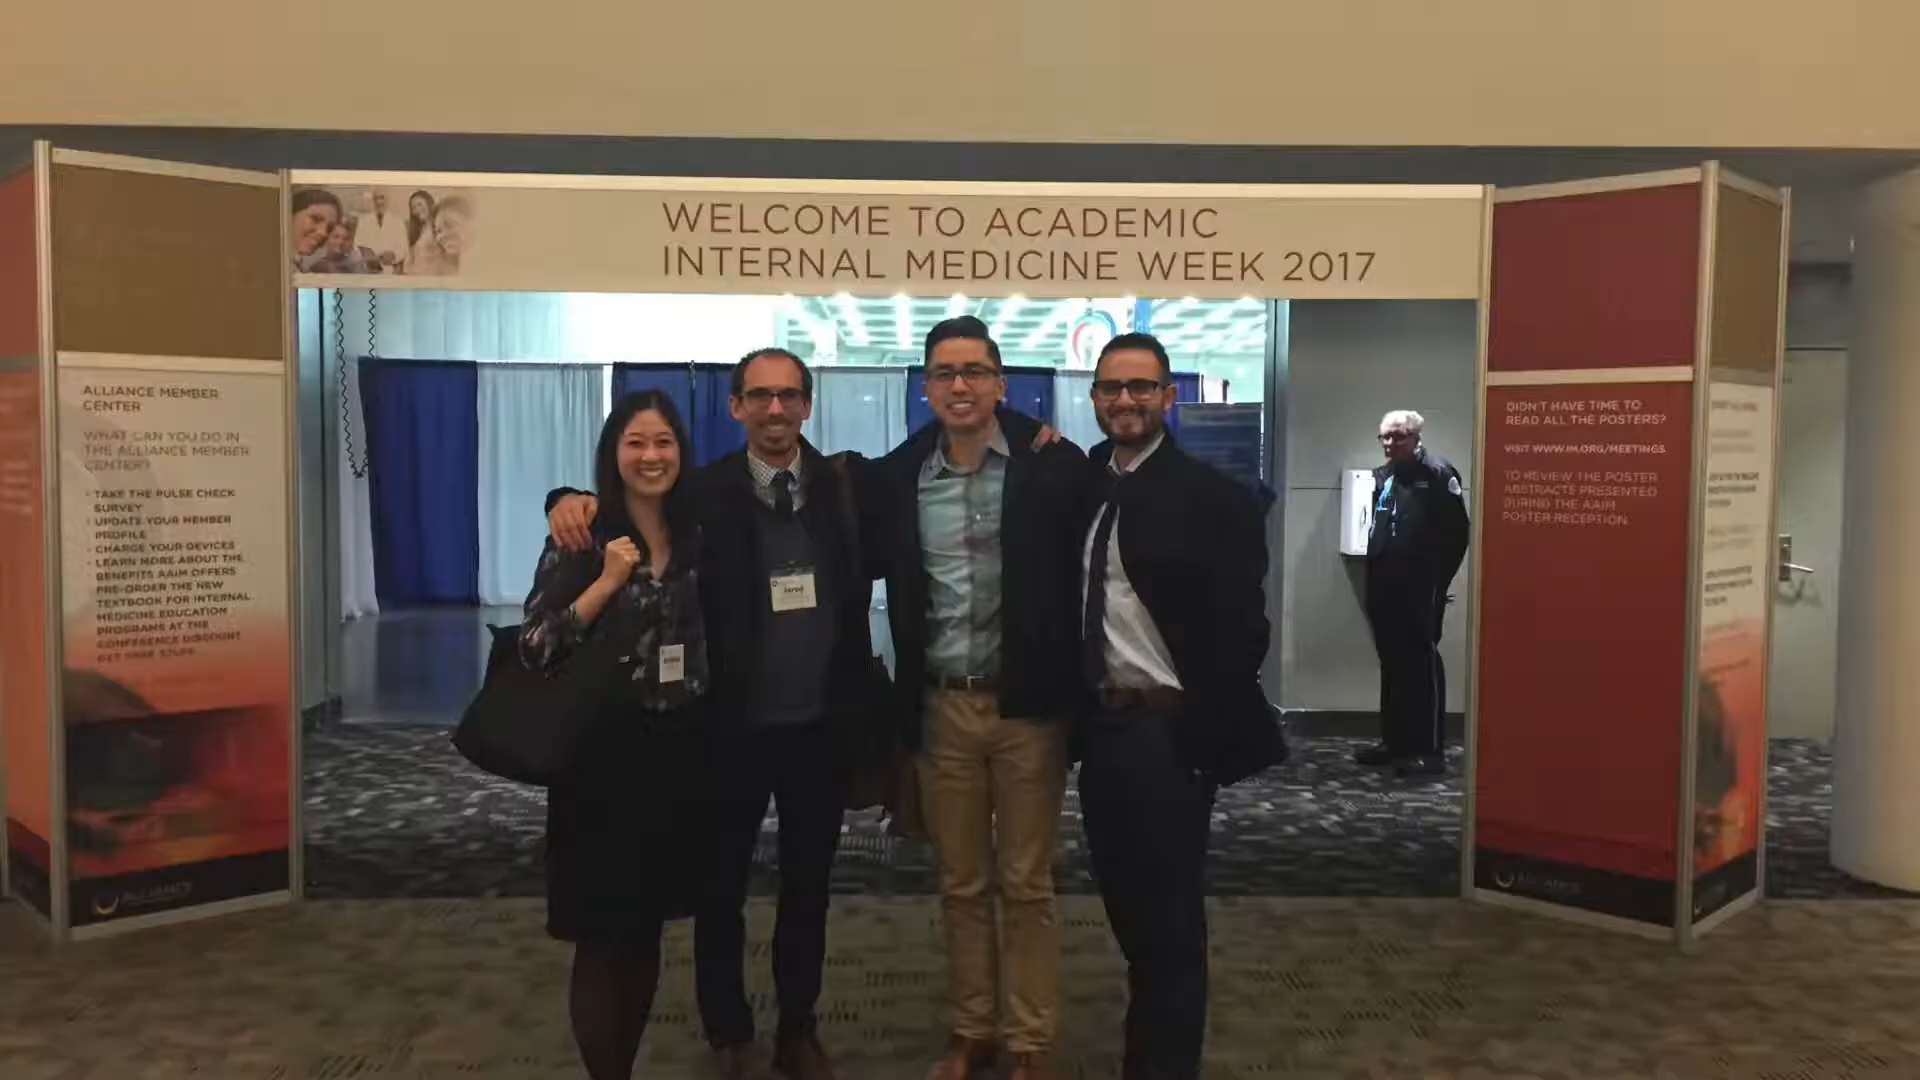 WELCOME TO ACADEMIC
INTERNAL MEDICINE WEEK 2017
ALLIANCE MEMBER
CENTER
WHAT CAN YOU DO IN
THE ALLIANCE MEMBER
CENTER?
• TAKE THE PULSE CHECK
SURVEY
• UPDATE YOUR MEMBER
PROFILE
• CHARGE YOUR DEVICES
• LEARN MORE ABOUT THE
BENEFITS AAIM OFFERS
PRE-ORDER THE NEW
TEXTBOOK FOR INTERNAL
MEDICINE EDUCATION
PROGRAMS AT THE
CONFERENCE DISCOUNT
ALLIANCE
Jarod
DIDN'T HAVE TIME TO
READ ALL THE POSTERS?
VISIT WWW.IM.ORG/MEETINGS
TO REVIEW THE POSTER
ABSTRACTS PRESENTED
DURING THE AAIM
POSTER RECEPTION.
ALLIANCE